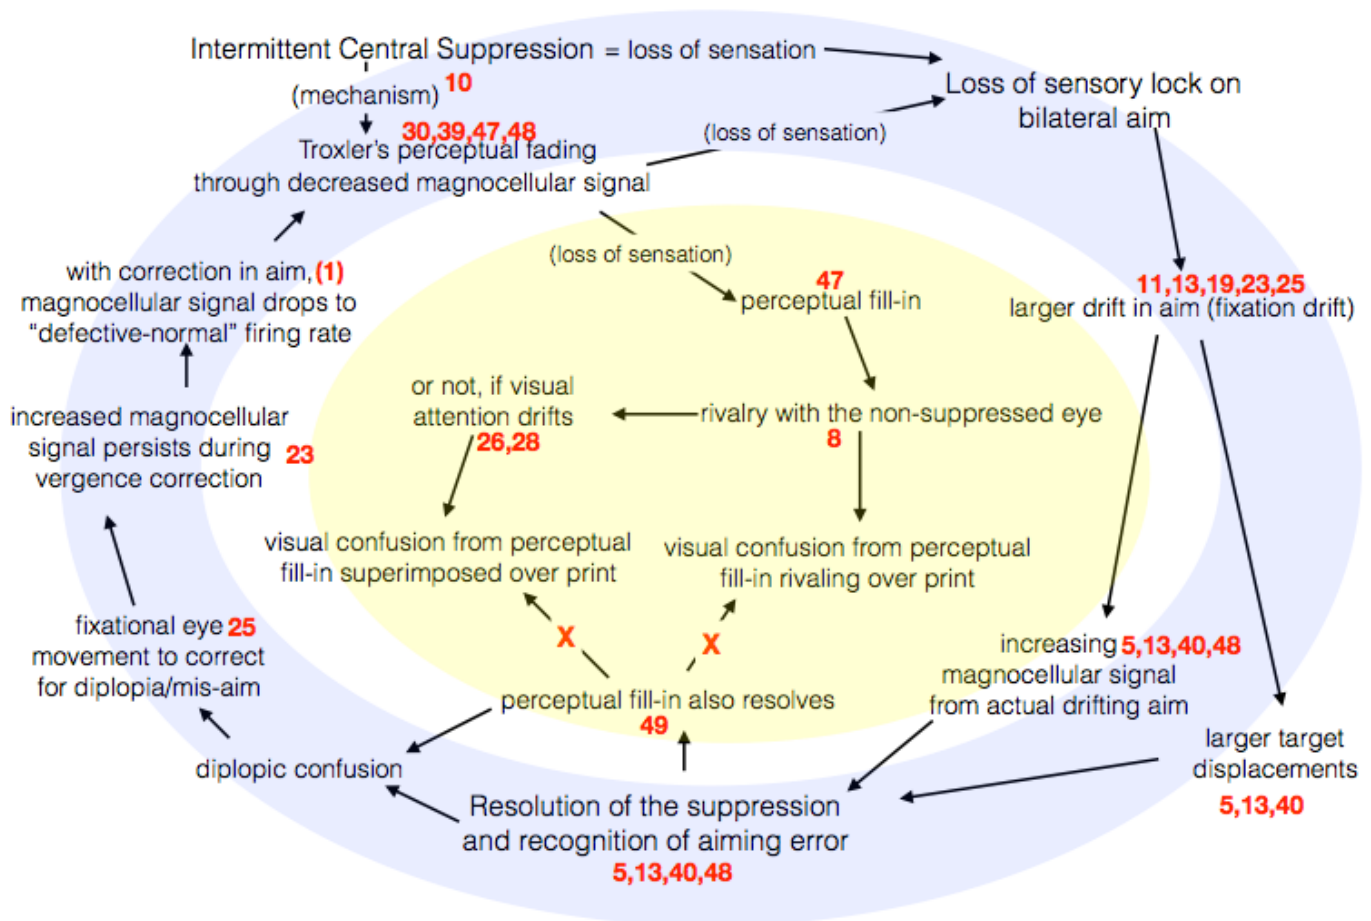 Intermittent Central Suppression = loss of sensation
(mechanism) 10
30,39,47,48
Troxler's perceptual fading
through decreased magnocellular signal
(loss of sensation)
Loss of sensory lock on
bilateral aim
(loss of sensation)
47
perceptual fill-in
11,13,19,23,25
larger drift in aim (fixation drift)
with correction in aim, (1)
magnocellular signal drops to
“defective-normal” firing rate
or not, if visual
attention drifts
26,28
rivalry with the non-suppressed eye
8
increased magnocellular
signal persists during 23
vergence correction
visual confusion from perceptual
fill-in superimposed over print
visual confusion from perceptual
fill-in rivaling over print
X
X
fixational eye 25
movement to correct
for diplopia/mis-aim
increasing 5,13,40,48
magnocellular signal
from actual drifting aim
perceptual fill-in also resolves
49
larger target
displacements
5,13,40
diplopic confusion
Resolution of the suppression
and recognition of aiming error
5,13,40,48